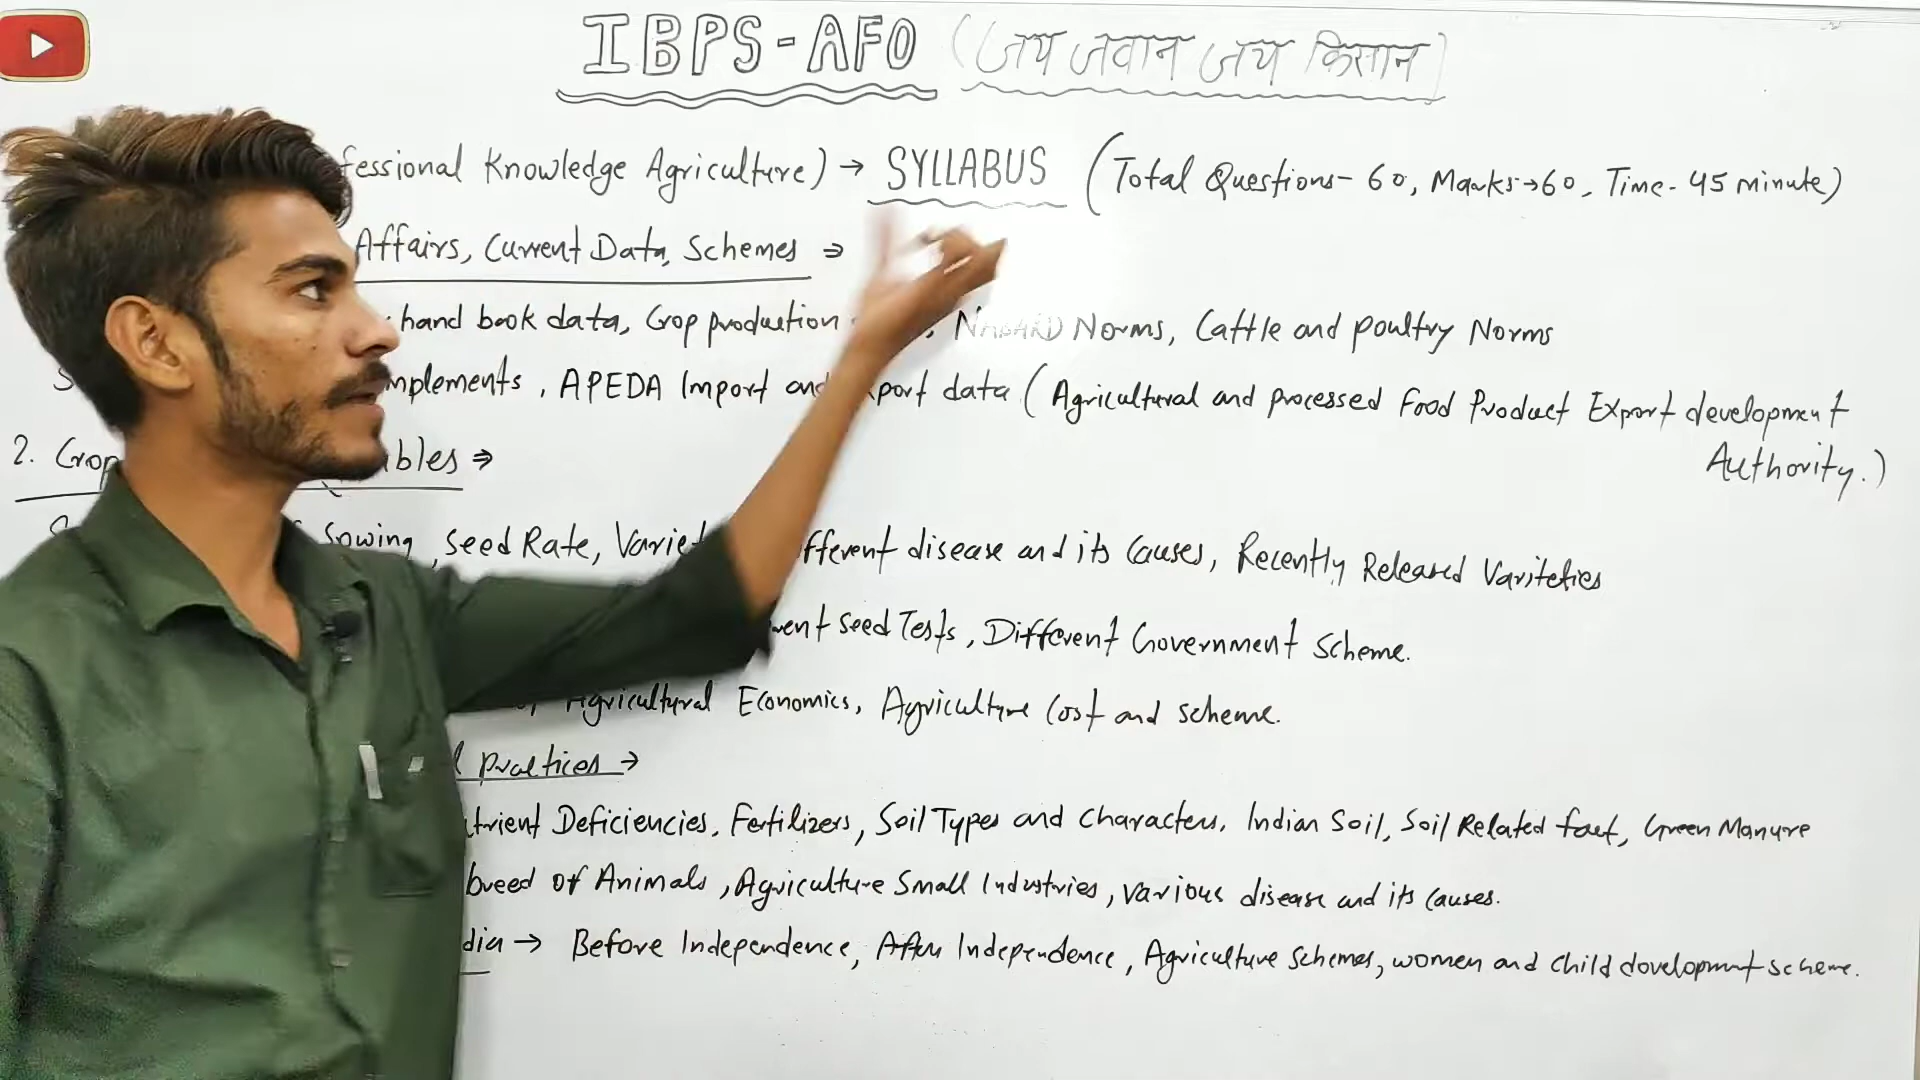 IBPS-AFO (जय जवान जय किसान)
fessional Knowledge Agriculture) → SYLLABUS (Total Questions- 60, Marks→60, Time- 45 minute)
Affairs, Current Data, Schemes ⇒
hand book data, Crop production NABARD Norms, Cattle and poultry Norms
mplements, APEDA Import and xport data (Agricultural and processed Food Product Export development
Authority.)
2. Crop ables ⇒
Sowing, Seed Rate, Variet fferent disease and its Causes, Recently Released Variteties
rent seed Tests, Different Government Scheme.
Agricultural Economics, Agriculture Cost and scheme.
l practices →
trient Deficiencies, Fertilizers, Soil Types and Characters, Indian Soil, Soil Related fact, Green Manure
breed of Animals, Agriculture Small Industries, various disease and its Causes.
dia → Before Independence, After Independence, Agriculture Schemes, women and child dovelopment scheme.